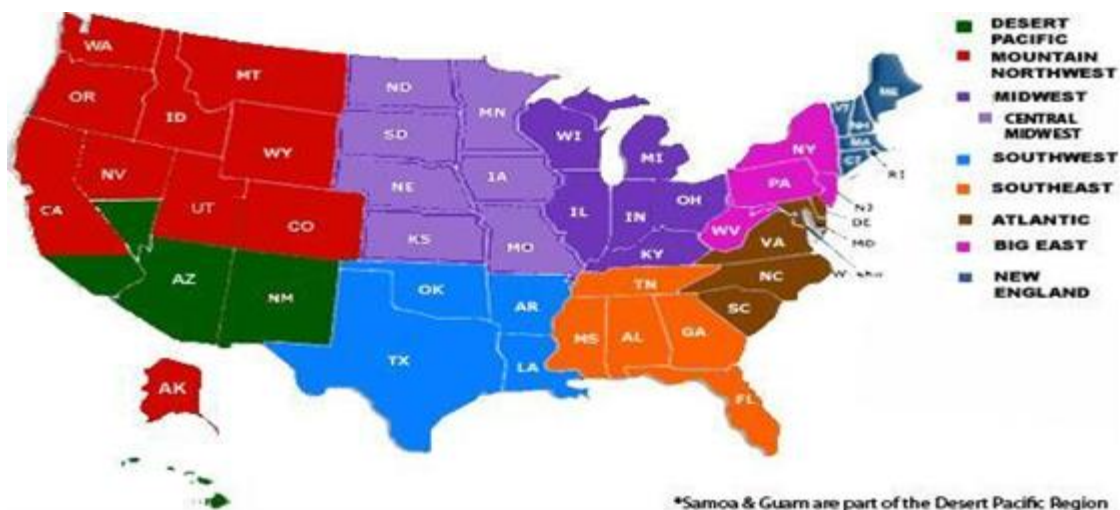 DESERT
PACIFIC
MOUNTAIN
NORTHWEST
MIDWEST
CENTRAL
MIDWEST
SOUTHWEST
SOUTHEAST
ATLANTIC
BIG EAST
NEW
ENGLAND
WA
MT
ND
MN
ME
VT
NH
OR
ID
SD
WI
MI
NY
MA
CT
RI
WY
NV
NE
IA
PA
NJ
CA
UT
CO
IL
IN
OH
DE
WV
MD
KS
MO
KY
VA
AZ
NM
OK
AR
TN
NC
SC
TX
LA
MS
AL
GA
FL
AK
*Samoa & Guam are part of the Desert Pacific Region